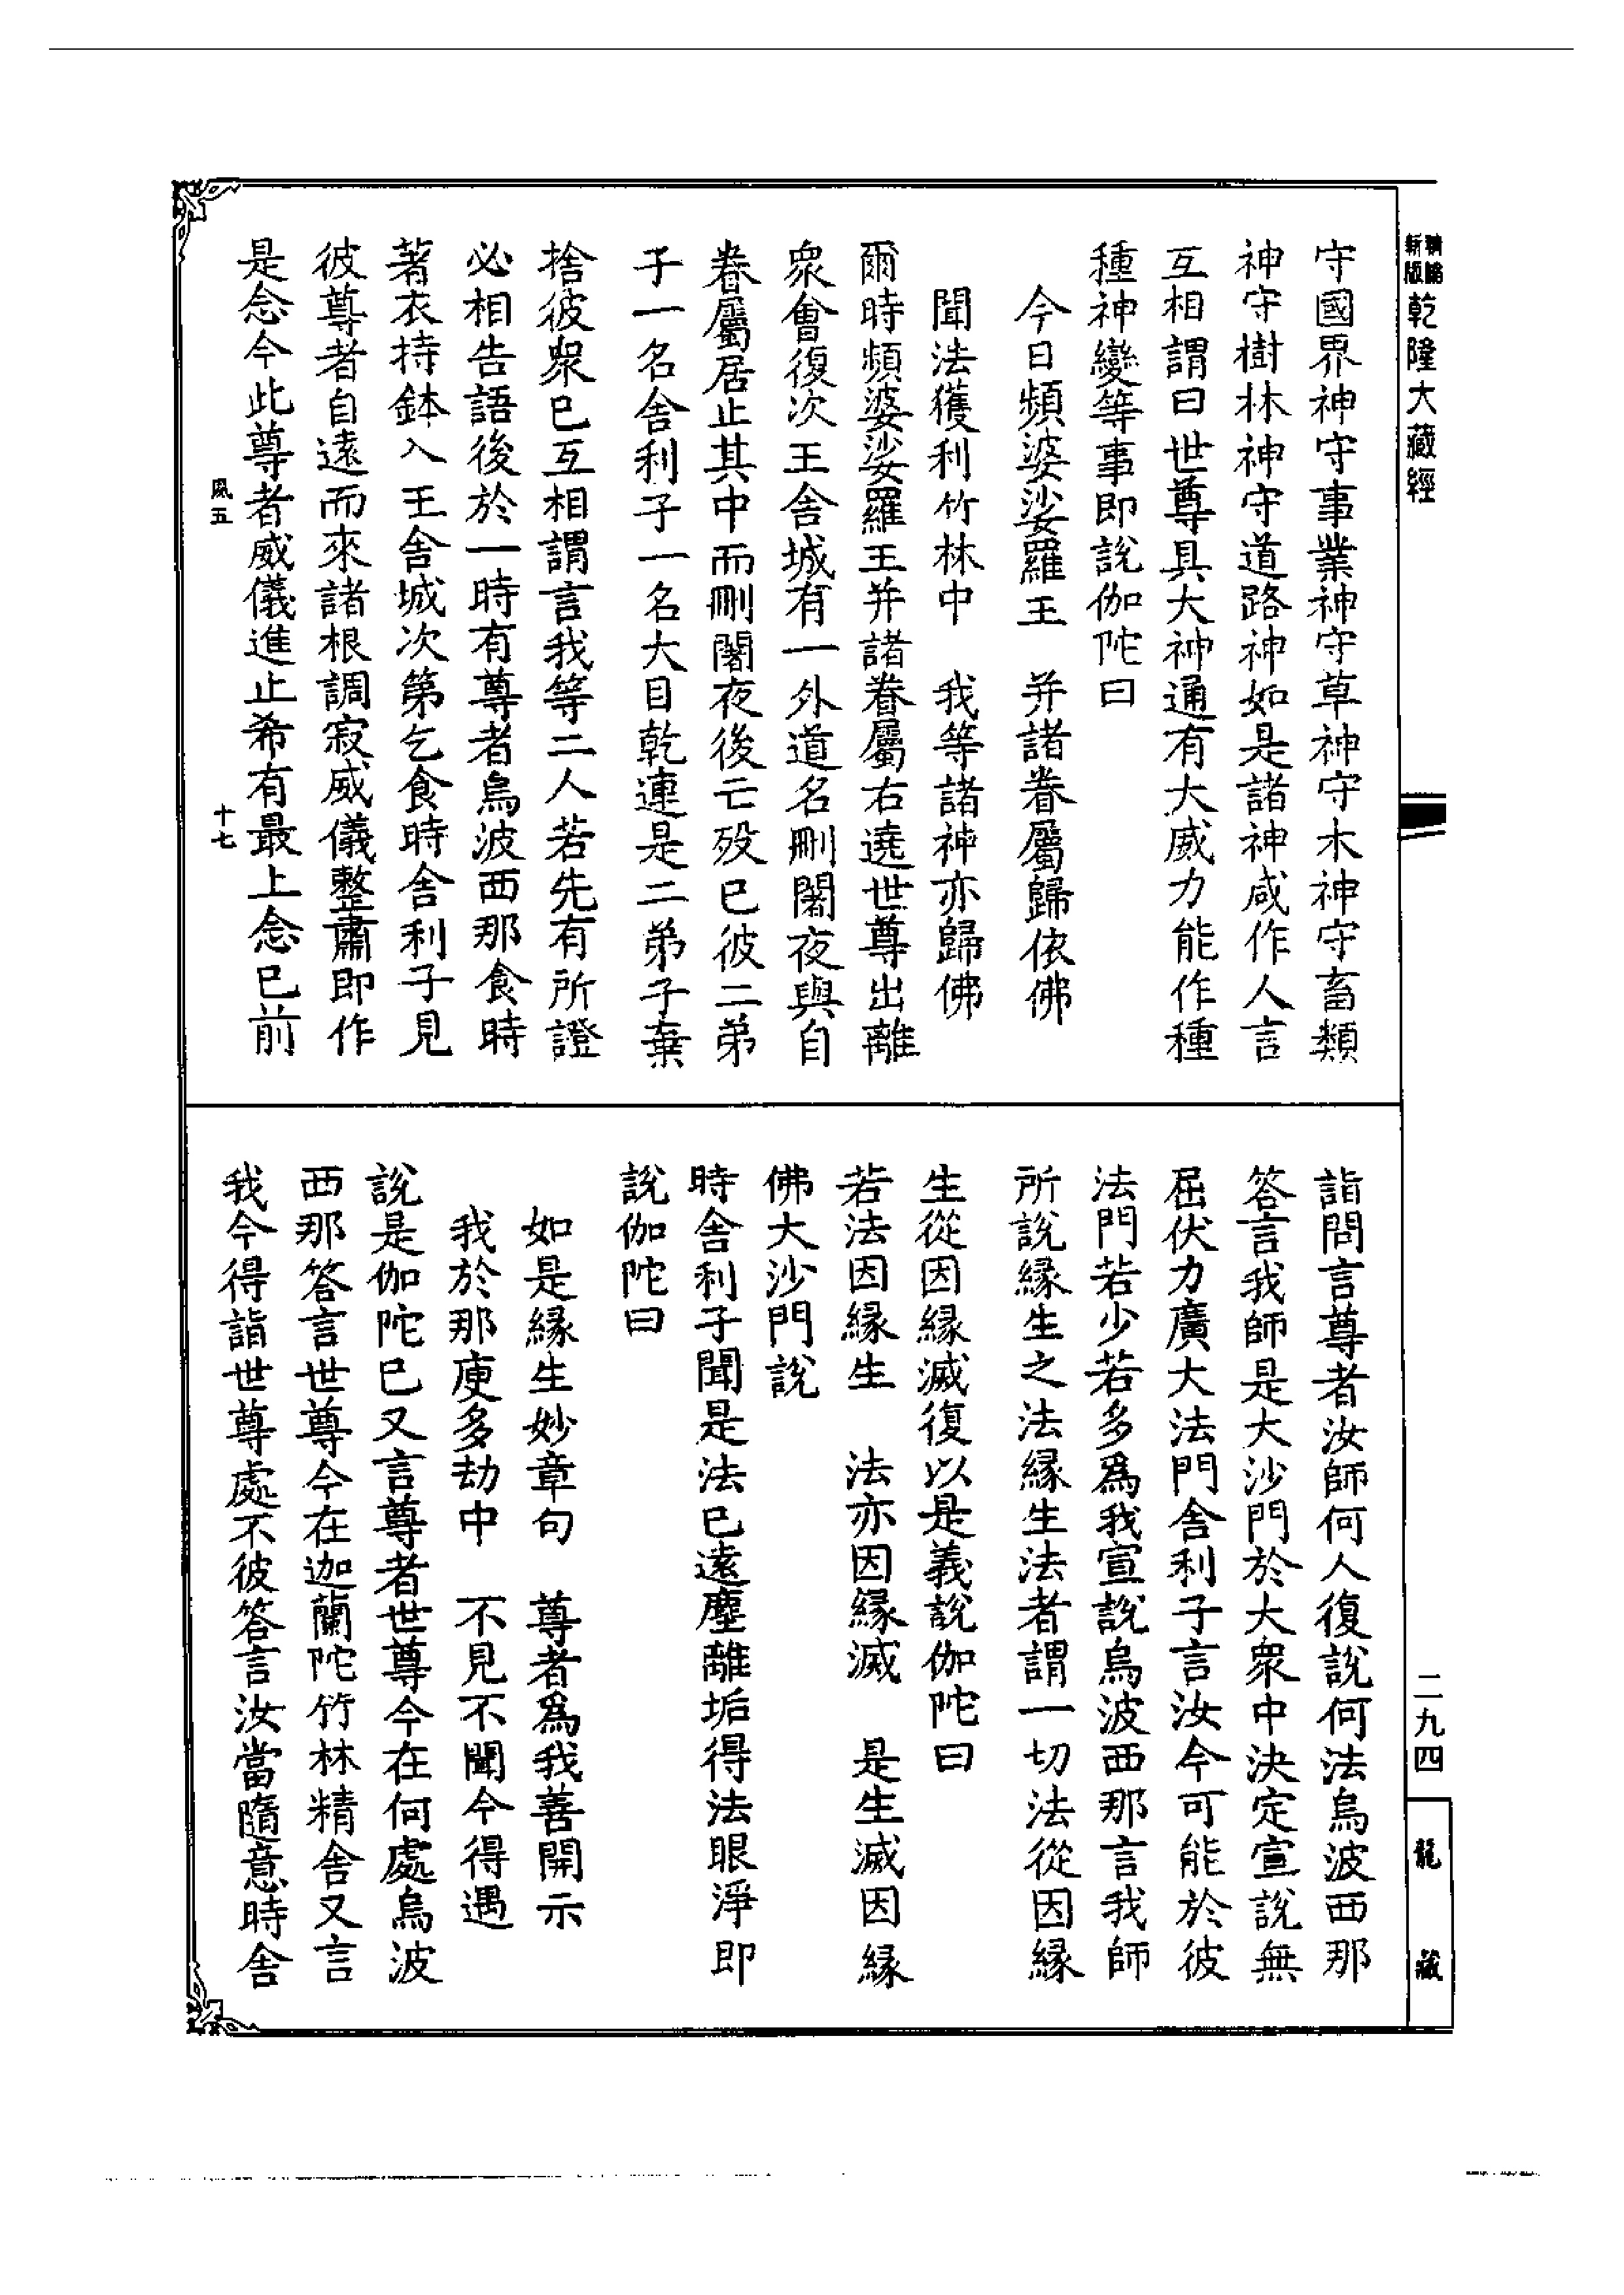 精編
新版
乾隆大藏經
守國界神守事業神守草神守木神守畜類
神守樹林神守道路神如是諸神咸作人言
互相謂曰世尊具大神通有大威力能作種
種神變等事即說伽陀曰
今日頻婆娑羅王　并諸眷屬歸依佛
聞法獲利竹林中　我等諸神亦歸佛
爾時頻婆娑羅王并諸眷屬右遶世尊出離
眾會復次王舍城有一外道名刪闍夜與自
眷屬居止其中而刪闍夜後亡歿已彼二弟
子一名舍利子一名大目乾連是二弟子棄
捨彼眾已互相謂言我等二人若先有所證
必相告語後於一時有尊者烏波西那食時
著衣持鉢入王舍城次第乞食時舍利子見
彼尊者自遠而來諸根調寂威儀整肅即作
是念今此尊者威儀進止希有最上念已前
夙五　十七
詣問言尊者汝師何人復說何法烏波西那
答言我師是大沙門於大眾中決定宣說無
屈伏力廣大法門舍利子言汝今可能於彼
法門若少若多為我宣說烏波西那言我師
所說緣生之法緣生法者謂一切法從因緣
生從因緣滅復以是義說伽陀曰
若法因緣生　法亦因緣滅　是生滅因緣
佛大沙門說
時舍利子聞是法已遠塵離垢得法眼淨即
說伽陀曰
如是緣生妙章句　尊者為我善開示
我於那庾多劫中　不見不聞今得遇
說是伽陀已又言尊者世尊今在何處烏波
西那答言世尊今在迦蘭陀竹林精舍又言
我今得詣世尊處不彼答言汝當隨意時舍
二九四
龍藏